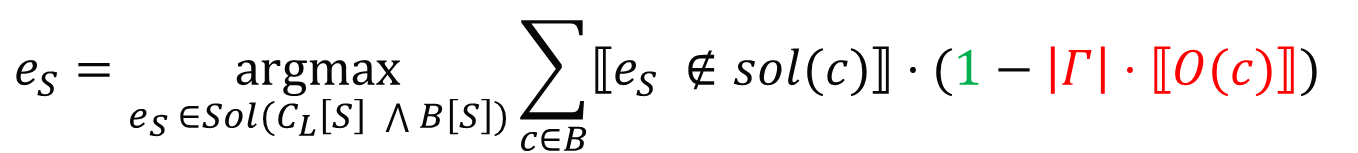 e_S = argmax_{e_S ∈ Sol(C_L[S] ∧ B[S])} ∑_{c∈B} ⟦e_S ∉ sol(c)⟧ · (1 − |Γ| · ⟦O(c)⟧)